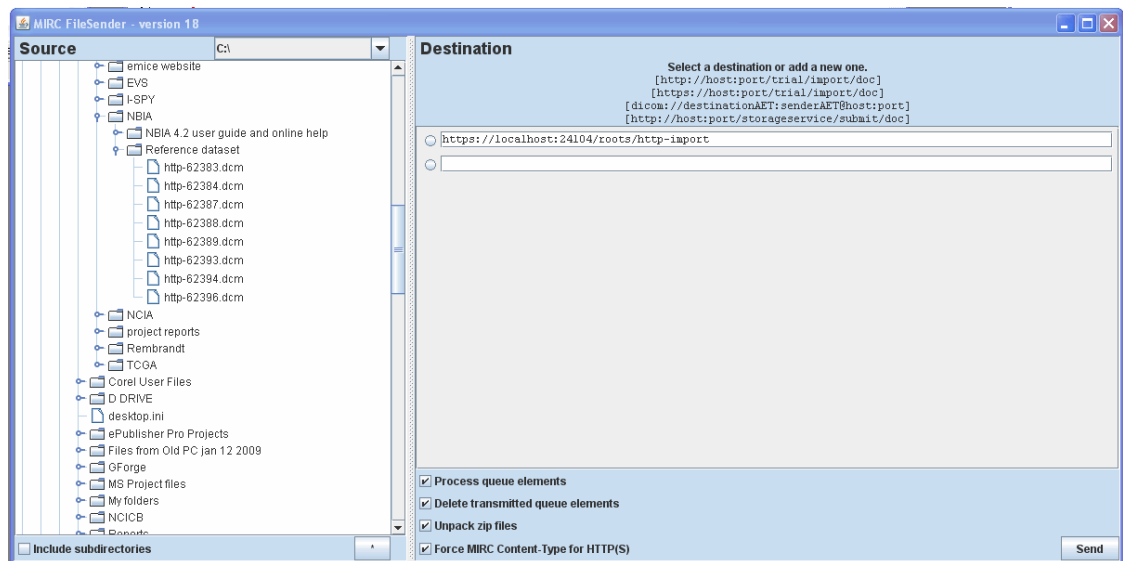 MIRC FileSender - version 18
Source
C:\
emice website
EVS
I-SPY
NBIA
NBIA 4.2 user guide and online help
Reference dataset
http-62383.dcm
http-62384.dcm
http-62387.dcm
http-62388.dcm
http-62389.dcm
http-62393.dcm
http-62394.dcm
http-62396.dcm
NCIA
project reports
Rembrandt
TCGA
Corel User Files
D DRIVE
desktop.ini
ePublisher Pro Projects
Files from Old PC jan 12 2009
GForge
MS Project files
My folders
NCICB
Reports
Include subdirectories
*
Destination
Select a destination or add a new one.
[http://host:port/trial/import/doc]
[https://host:port/trial/import/doc]
[dicom://destinationAET:senderAET@host:port]
[http://host:port/storageservice/submit/doc]
https://localhost:24104/roots/http-import
Process queue elements
Delete transmitted queue elements
Unpack zip files
Force MIRC Content-Type for HTTP(S)
Send